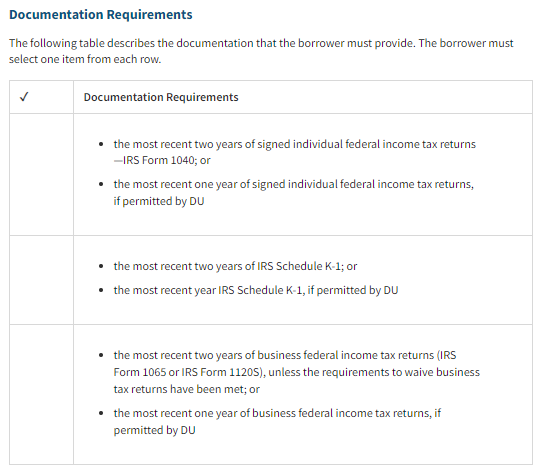 Documentation Requirements
The following table describes the documentation that the borrower must provide. The borrower must
select one item from each row.
✓ Documentation Requirements
• the most recent two years of signed individual federal income tax returns
—IRS Form 1040; or
• the most recent one year of signed individual federal income tax returns,
if permitted by DU
• the most recent two years of IRS Schedule K-1; or
• the most recent year IRS Schedule K-1, if permitted by DU
• the most recent two years of business federal income tax returns (IRS
Form 1065 or IRS Form 1120S), unless the requirements to waive business
tax returns have been met; or
• the most recent one year of business federal income tax returns, if
permitted by DU